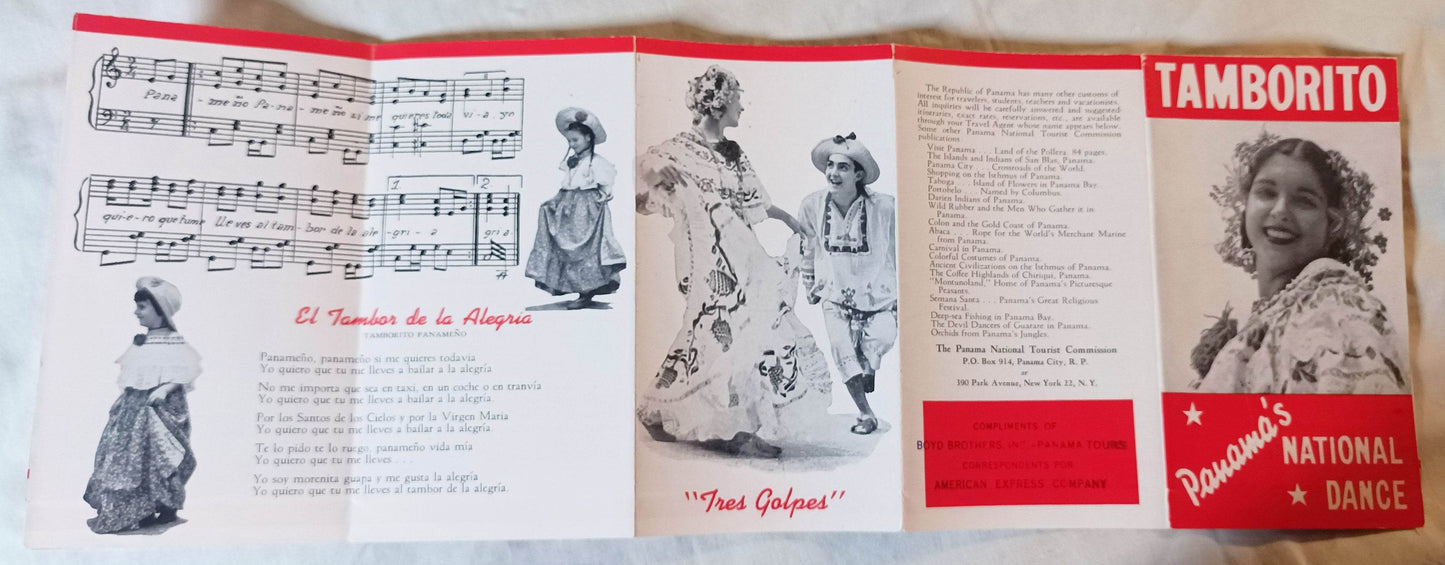 Pana - me ño Pa-na - me ño si me quieres toda vi-a. yo
1. 2.
qui-e-ro que tu me lle ves al tam- bor de la ale -gri - a gria
El Tambor de la Alegria
TAMBORITO PANAMEÑO
Panameño, panameño si me quieres todavia
Yo quiero que tu me lleves a bailar a la alegria
No me importa que sea en taxi, en un coche o en tranvía
Yo quiero que tu me lleves a bailar a la alegria.
Por los Santos de los Cielos y por la Virgen Maria
Yo quiero que tu me lleves a bailar a la alegria.
Te lo pido te lo ruego, panameño vida mia
Yo quiero que tu me lleves . . .
Yo soy morenita guapa y me gusta la alegría
Yo quiero que tu me lleves al tambor de la alegría.
"Tres Golpes"
The Republic of Panama has many other customs of
interest for travelers, students, teachers and vacationists.
All inquiries will be carefully answered and suggested
itineraries, exact rates, reservations, etc., are available
through your Travel Agent whose name appears below.
Some other Panama National Tourist Commission
publications:
Visit Panama . . . Land of the Pollera. 84 pages.
The Islands and Indians of San Blas, Panama.
Panama City . . . Crossroads of the World.
Shopping on the Isthmus of Panama.
Taboga . . . Island of Flowers in Panama Bay.
Portobelo . . . Named by Columbus.
Darien Indians of Panama.
Wild Rubber and the Men Who Gather it in
Panama.
Colon and the Gold Coast of Panama.
Abaca . . . Rope for the World's Merchant Marine
from Panama.
Carnival in Panama.
Colorful Costumes of Panama.
Ancient Civilizations on the Isthmus of Panama.
The Coffee Highlands of Chiriqui, Panama.
"Montunoland," Home of Panama's Picturesque
Peasants.
Semana Santa . . . Panama's Great Religious
Festival.
Deep-sea Fishing in Panama Bay.
The Devil Dancers of Guarare in Panama.
Orchids from Panama's Jungles.
The Panama National Tourist Commission
P.O. Box 914, Panama City, R. P.
or
390 Park Avenue, New York 22, N. Y.
COMPLIMENTS OF
BOYD BROTHERS, INC.-PANAMA TOURS
CORRESPONDENTS FOR
AMERICAN EXPRESS COMPANY
TAMBORITO
Panama's
NATIONAL
DANCE